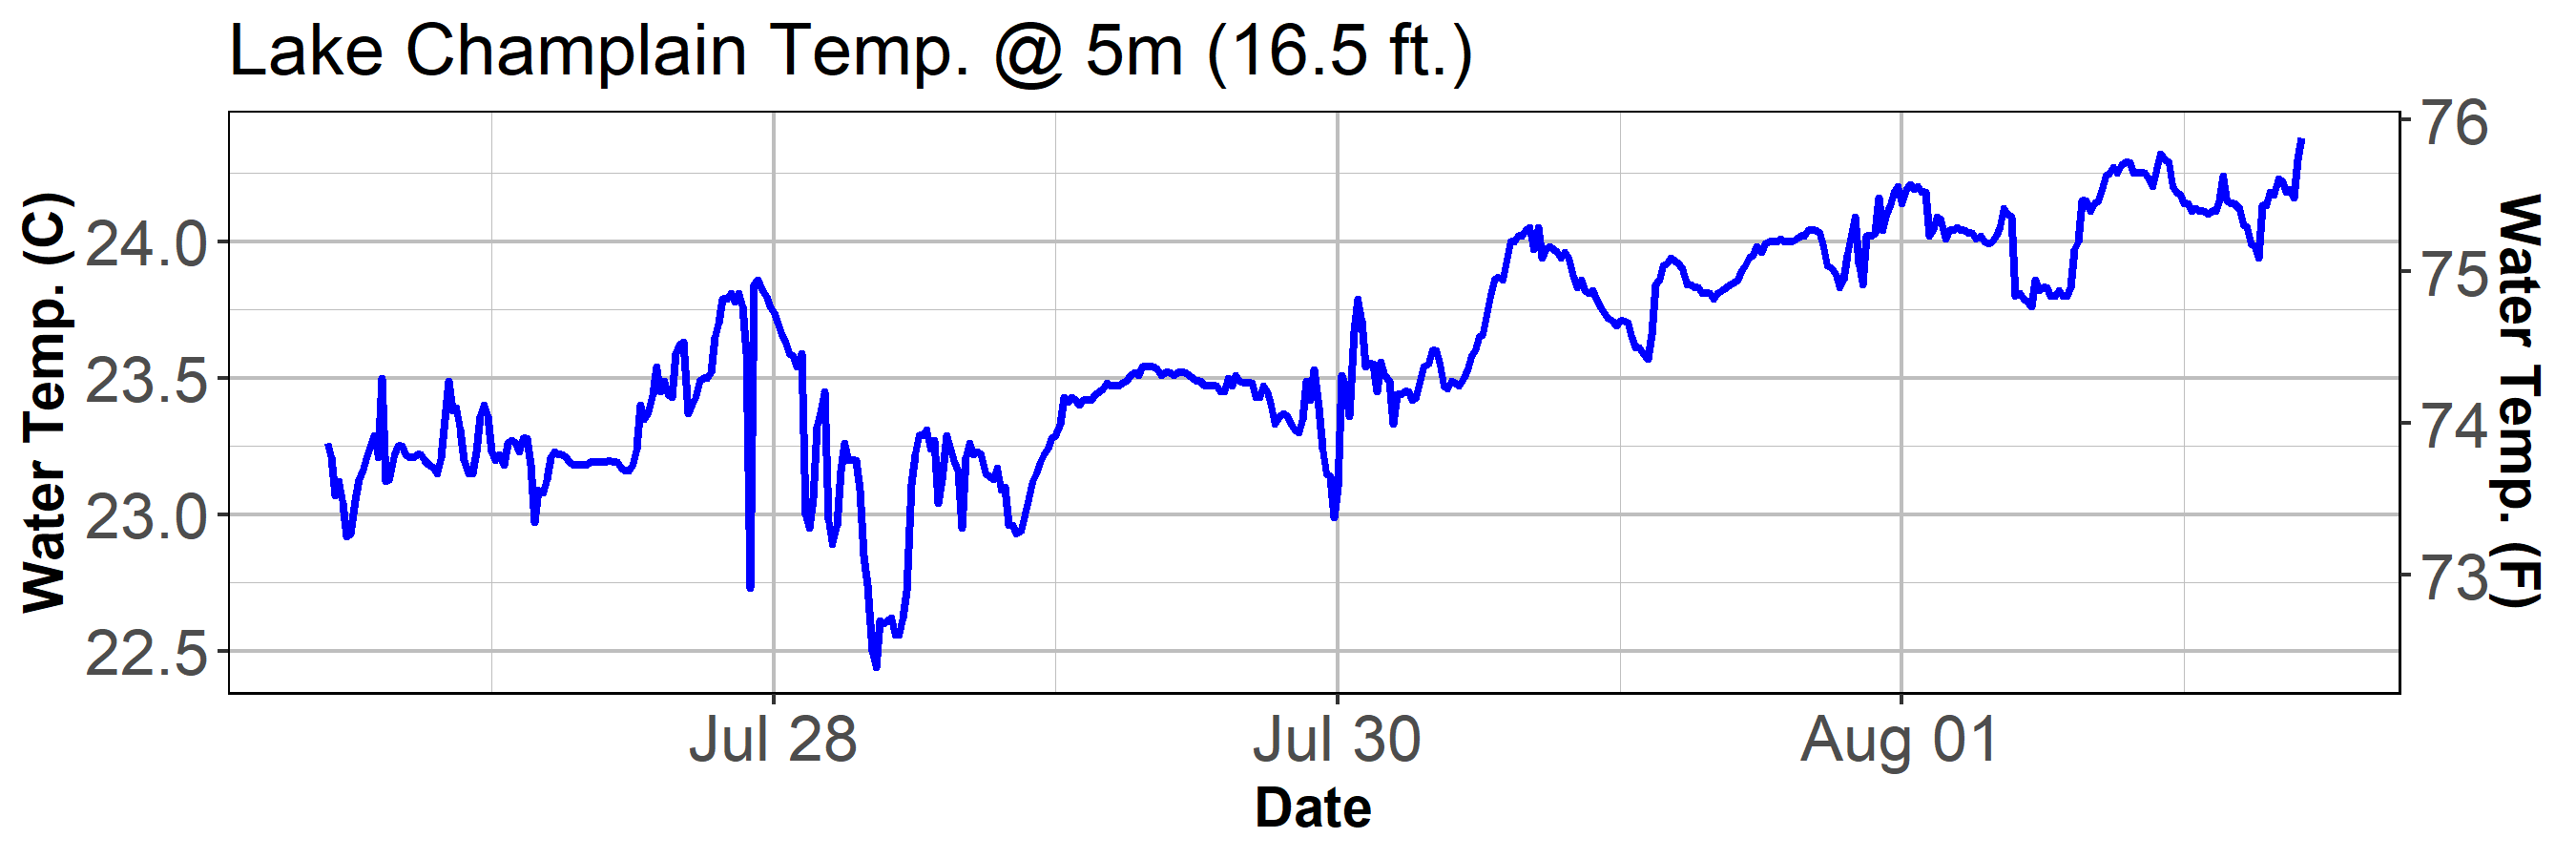 Lake Champlain Temp. @ 5m (16.5 ft.)
Water Temp. (C)
24.0
23.5
23.0
22.5
76
75
74
73
Water Temp. (F)
Jul 28
Jul 30
Aug 01
Date